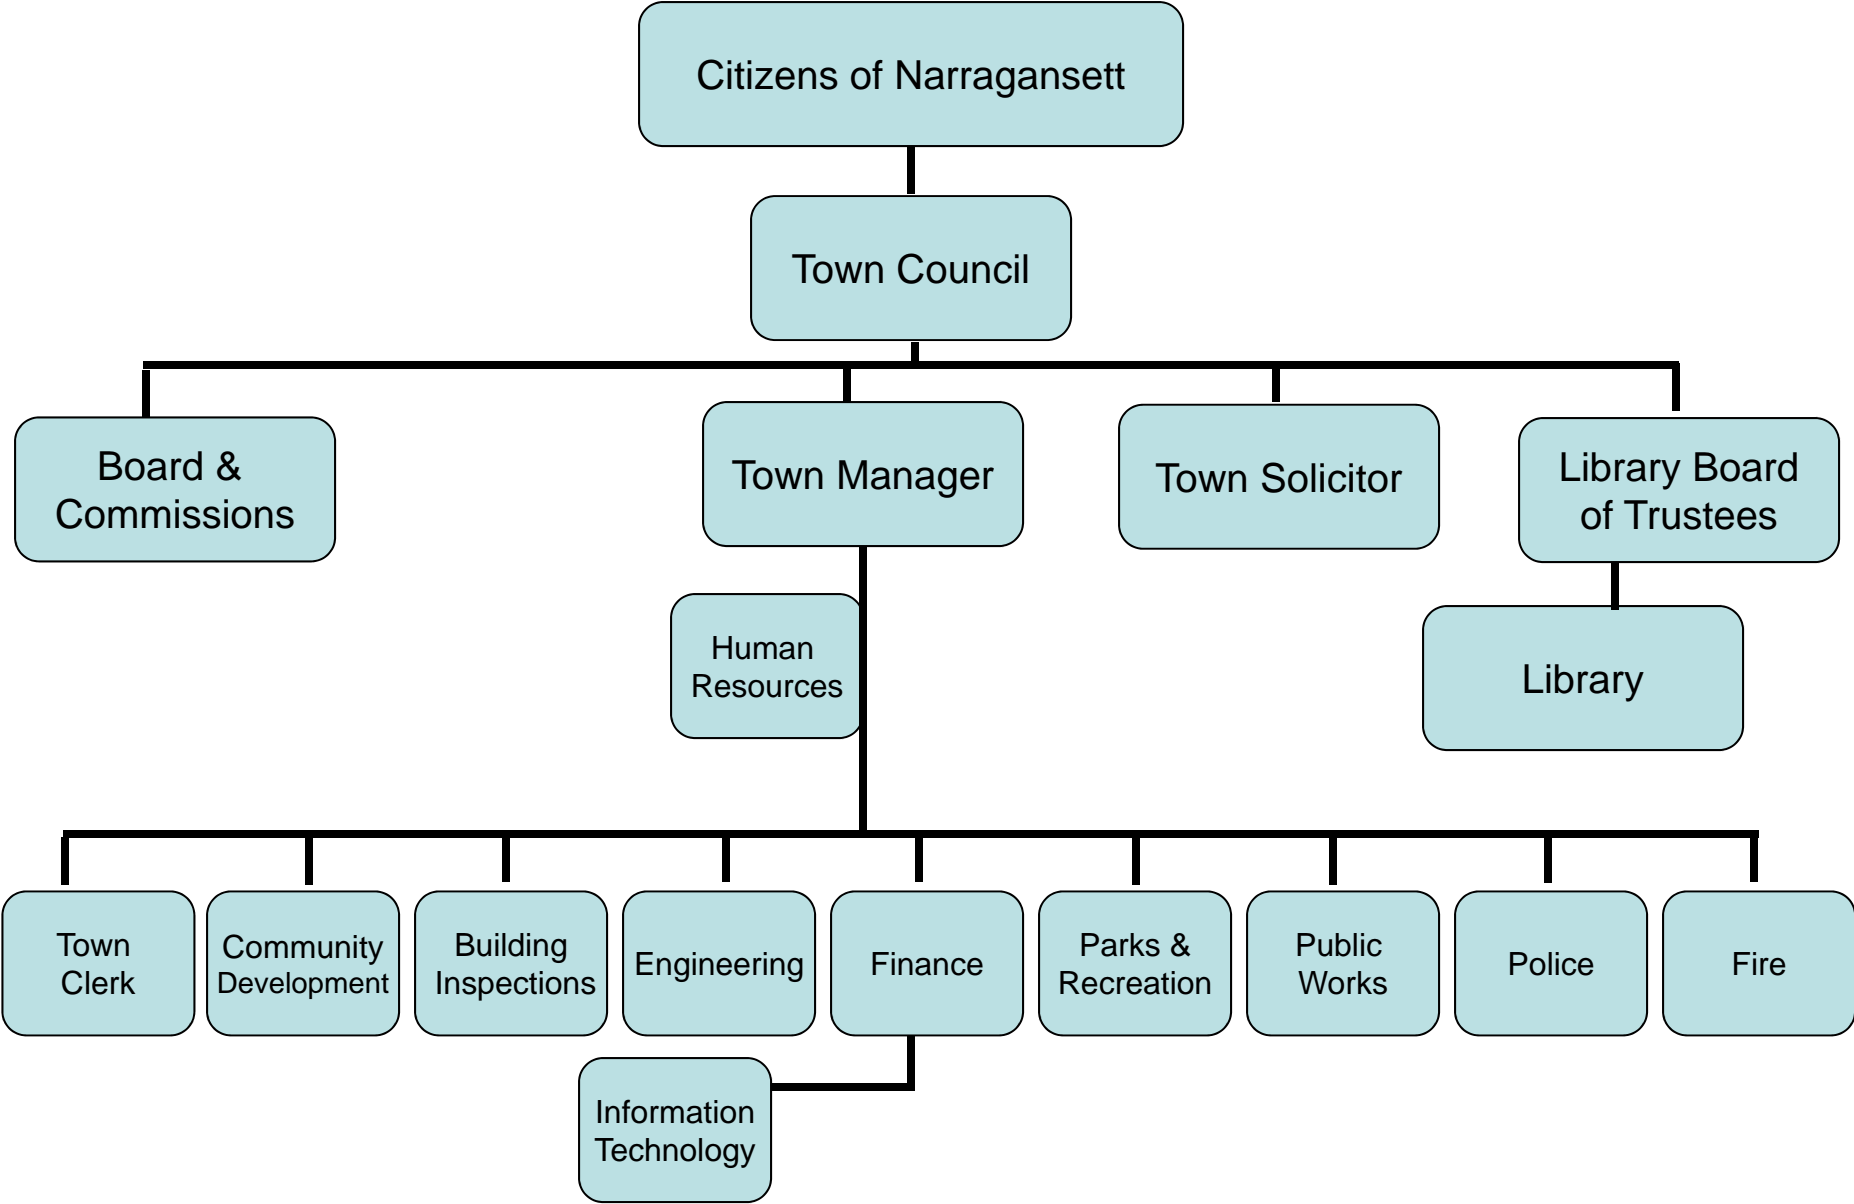 Citizens of Narragansett
Town Council
Board &
Commissions
Town Manager
Town Solicitor
Library Board
of Trustees
Human
Resources
Library
Town
Clerk
Community
Development
Building
Inspections
Engineering
Finance
Parks &
Recreation
Public
Works
Police
Fire
Information
Technology